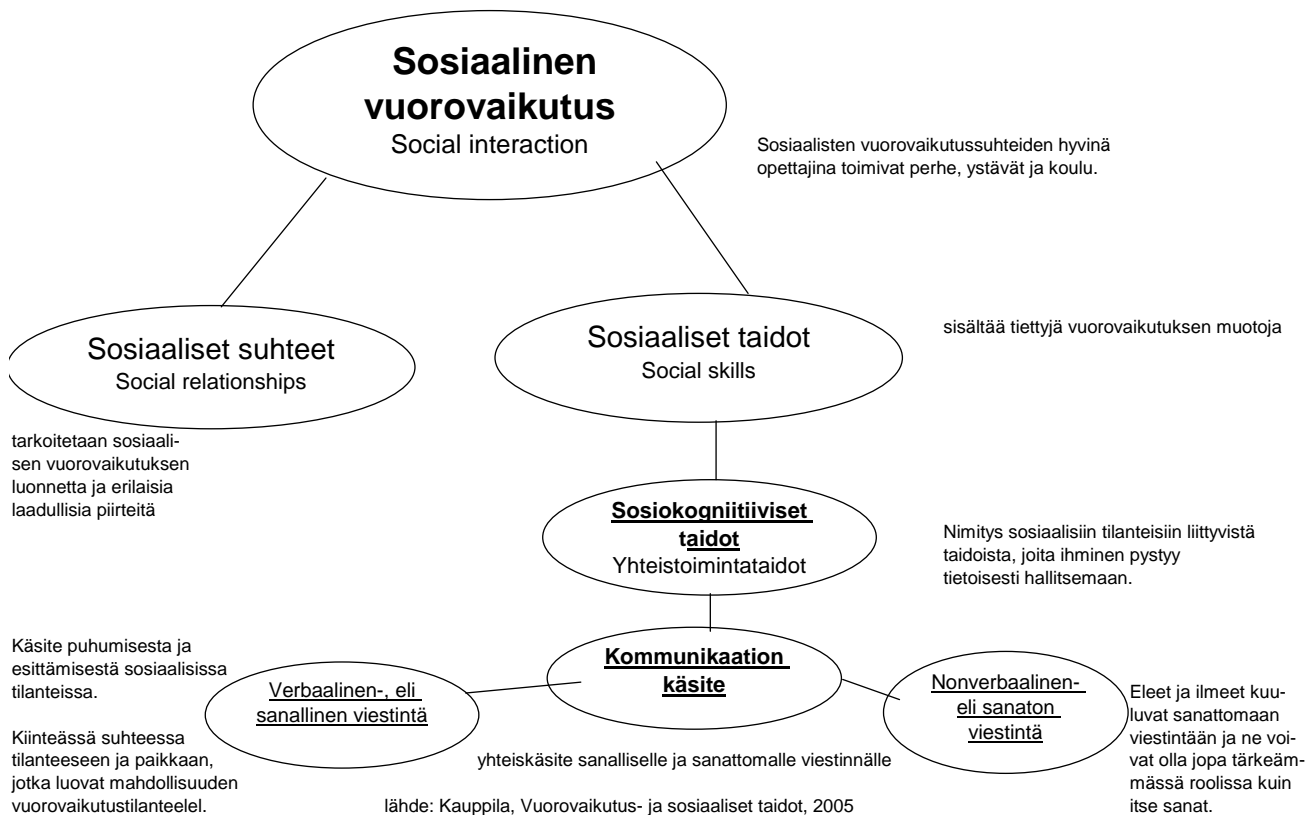 Sosiaalinen
vuorovaikutus
Social interaction
Sosiaalisten vuorovaikutussuhteiden hyvinä
opettajina toimivat perhe, ystävät ja koulu.
Sosiaaliset suhteet
Social relationships
Sosiaaliset taidot
Social skills
sisältää tiettyjä vuorovaikutuksen muotoja
tarkoitetaan sosiaali-
sen vuorovaikutuksen
luonnetta ja erilaisia
laadullisia piirteitä
Sosiokogniitiiviset
taidot
Yhteistoimintataidot
Nimitys sosiaalisiin tilanteisiin liittyvistä
taidoista, joita ihminen pystyy
tietoisesti hallitsemaan.
Käsite puhumisesta ja
esittämisestä sosiaalisissa
tilanteissa.
Kiinteässä suhteessa
tilanteeseen ja paikkaan,
jotka luovat mahdollisuuden
vuorovaikutustilanteelel.
Verbaalinen-, eli
sanallinen viestintä
Kommunikaation
käsite
yhteiskäsite sanalliselle ja sanattomalle viestinnälle
Nonverbaalinen-
eli sanaton
viestintä
Eleet ja ilmeet kuu-
luvat sanattomaan
viestintään ja ne voi-
vat olla jopa tärkeäm-
mässä roolissa kuin
itse sanat.
lähde: Kauppila, Vuorovaikutus- ja sosiaaliset taidot, 2005